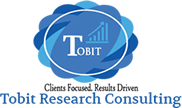 TOBIT
Clients Focused. Results Driven
Tobit Research Consulting